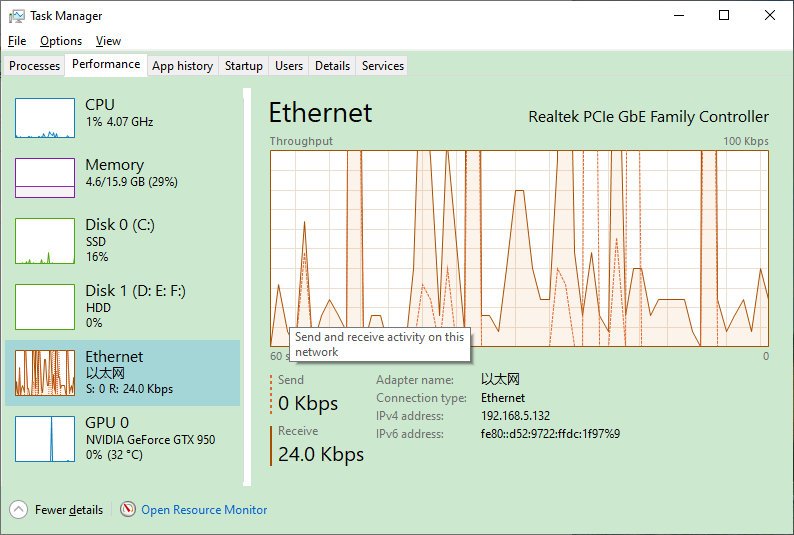 Task Manager
File Options View
Processes Performance App history Startup Users Details Services
CPU
1% 4.07 GHz
Memory
4.6/15.9 GB (29%)
Disk 0 (C:)
SSD
16%
Disk 1 (D: E: F:)
HDD
0%
Ethernet
以太网
S: 0 R: 24.0 Kbps
GPU 0
NVIDIA GeForce GTX 950
0% (32 °C)
Ethernet
Realtek PCIe GbE Family Controller
Throughput
100 Kbps
Send and receive activity on this
network
60 s
0
Send
0 Kbps
Receive
24.0 Kbps
Adapter name: 以太网
Connection type: Ethernet
IPv4 address: 192.168.5.132
IPv6 address: fe80::d52:9722:ffdc:1f97%9
Fewer details
Open Resource Monitor